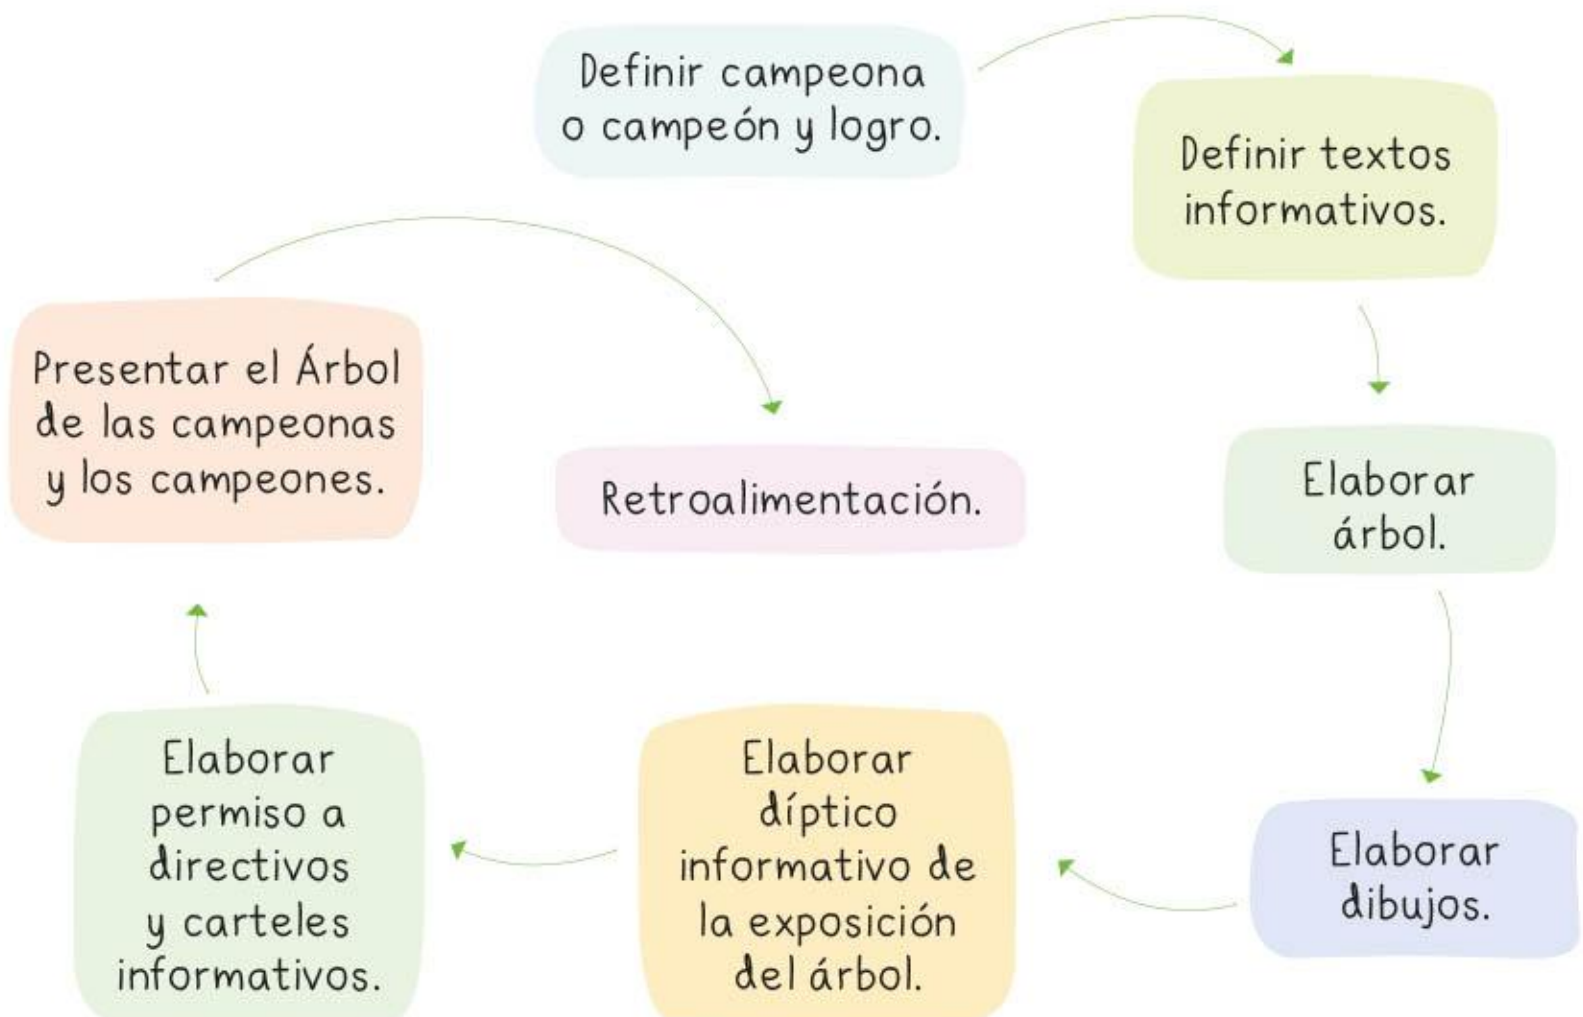 Definir campeona
o campeón y logro.
Definir textos
informativos.
Elaborar
árbol.
Elaborar
dibujos.
Elaborar
díptico
informativo de
la exposición
del árbol.
Elaborar
permiso a
directivos
y carteles
informativos.
Presentar el Árbol
de las campeonas
y los campeones.
Retroalimentación.